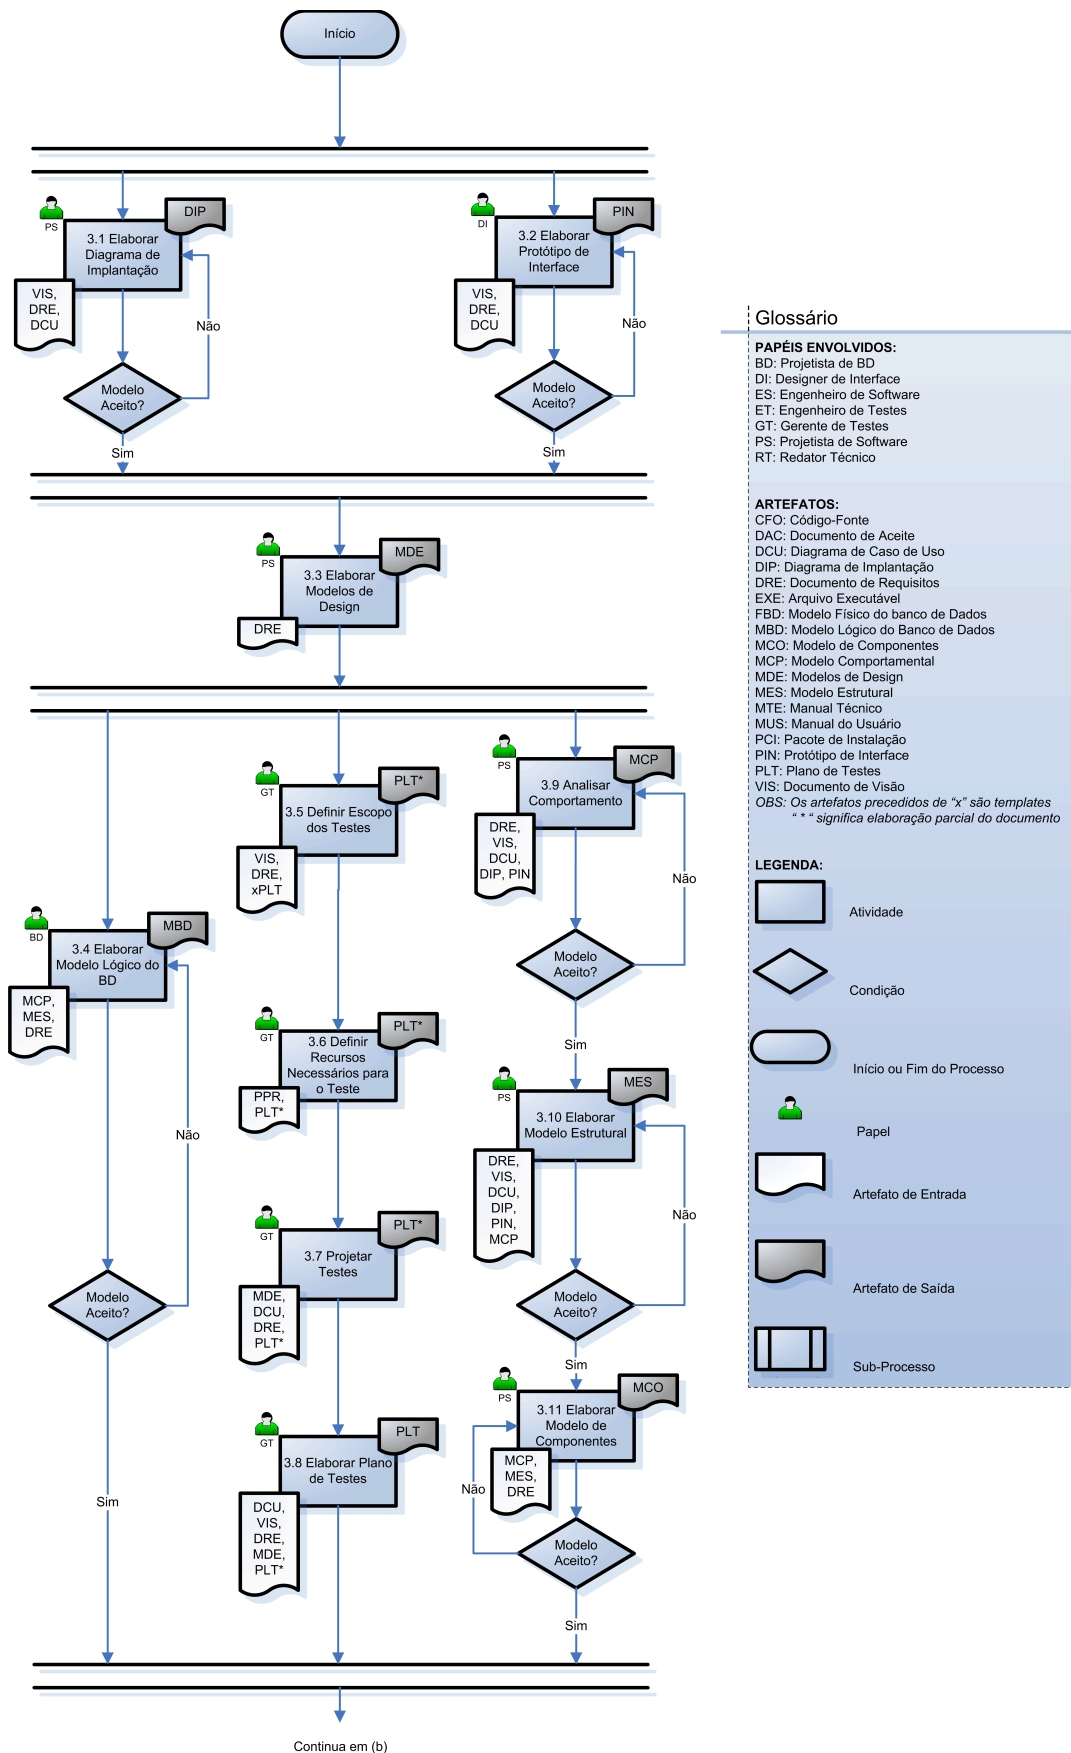 Início
PS
DIP
3.1 Elaborar
Diagrama de
Implantação
VIS,
DRE,
DCU
Não
Modelo
Aceito?
Sim
DI
PIN
3.2 Elaborar
Protótipo de
Interface
VIS,
DRE,
DCU
Não
Modelo
Aceito?
Sim
PS
MDE
3.3 Elaborar
Modelos de
Design
DRE
BD
MBD
3.4 Elaborar
Modelo Lógico do
BD
MCP,
MES,
DRE
Não
Modelo
Aceito?
Sim
GT
PLT*
3.5 Definir Escopo
dos Testes
VIS,
DRE,
xPLT
GT
PLT*
3.6 Definir
Recursos
Necessários para
o Teste
PPR,
PLT*
GT
PLT*
3.7 Projetar
Testes
MDE,
DCU,
DRE,
PLT*
GT
PLT
3.8 Elaborar Plano
de Testes
DCU,
VIS,
DRE,
MDE,
PLT*
PS
MCP
3.9 Analisar
Comportamento
DRE,
VIS,
DCU,
DIP, PIN
Não
Modelo
Aceito?
Sim
PS
MES
3.10 Elaborar
Modelo Estrutural
DRE,
VIS,
DCU,
DIP,
PIN,
MCP
Não
Modelo
Aceito?
Sim
PS
MCO
3.11 Elaborar
Modelo de
Componentes
MCP,
MES,
DRE
Não
Modelo
Aceito?
Sim
Continua em (b)
Glossário
PAPÉIS ENVOLVIDOS:
BD: Projetista de BD
DI: Designer de Interface
ES: Engenheiro de Software
ET: Engenheiro de Testes
GT: Gerente de Testes
PS: Projetista de Software
RT: Redator Técnico
ARTEFATOS:
CFO: Código-Fonte
DAC: Documento de Aceite
DCU: Diagrama de Caso de Uso
DIP: Diagrama de Implantação
DRE: Documento de Requisitos
EXE: Arquivo Executável
FBD: Modelo Físico do banco de Dados
MBD: Modelo Lógico do Banco de Dados
MCO: Modelo de Componentes
MCP: Modelo Comportamental
MDE: Modelos de Design
MES: Modelo Estrutural
MTE: Manual Técnico
MUS: Manual do Usuário
PCI: Pacote de Instalação
PIN: Protótipo de Interface
PLT: Plano de Testes
VIS: Documento de Visão
OBS: Os artefatos precedidos de “x” são templates
“ * “ significa elaboração parcial do documento
LEGENDA:
Atividade
Condição
Início ou Fim do Processo
Papel
Artefato de Entrada
Artefato de Saída
Sub-Processo